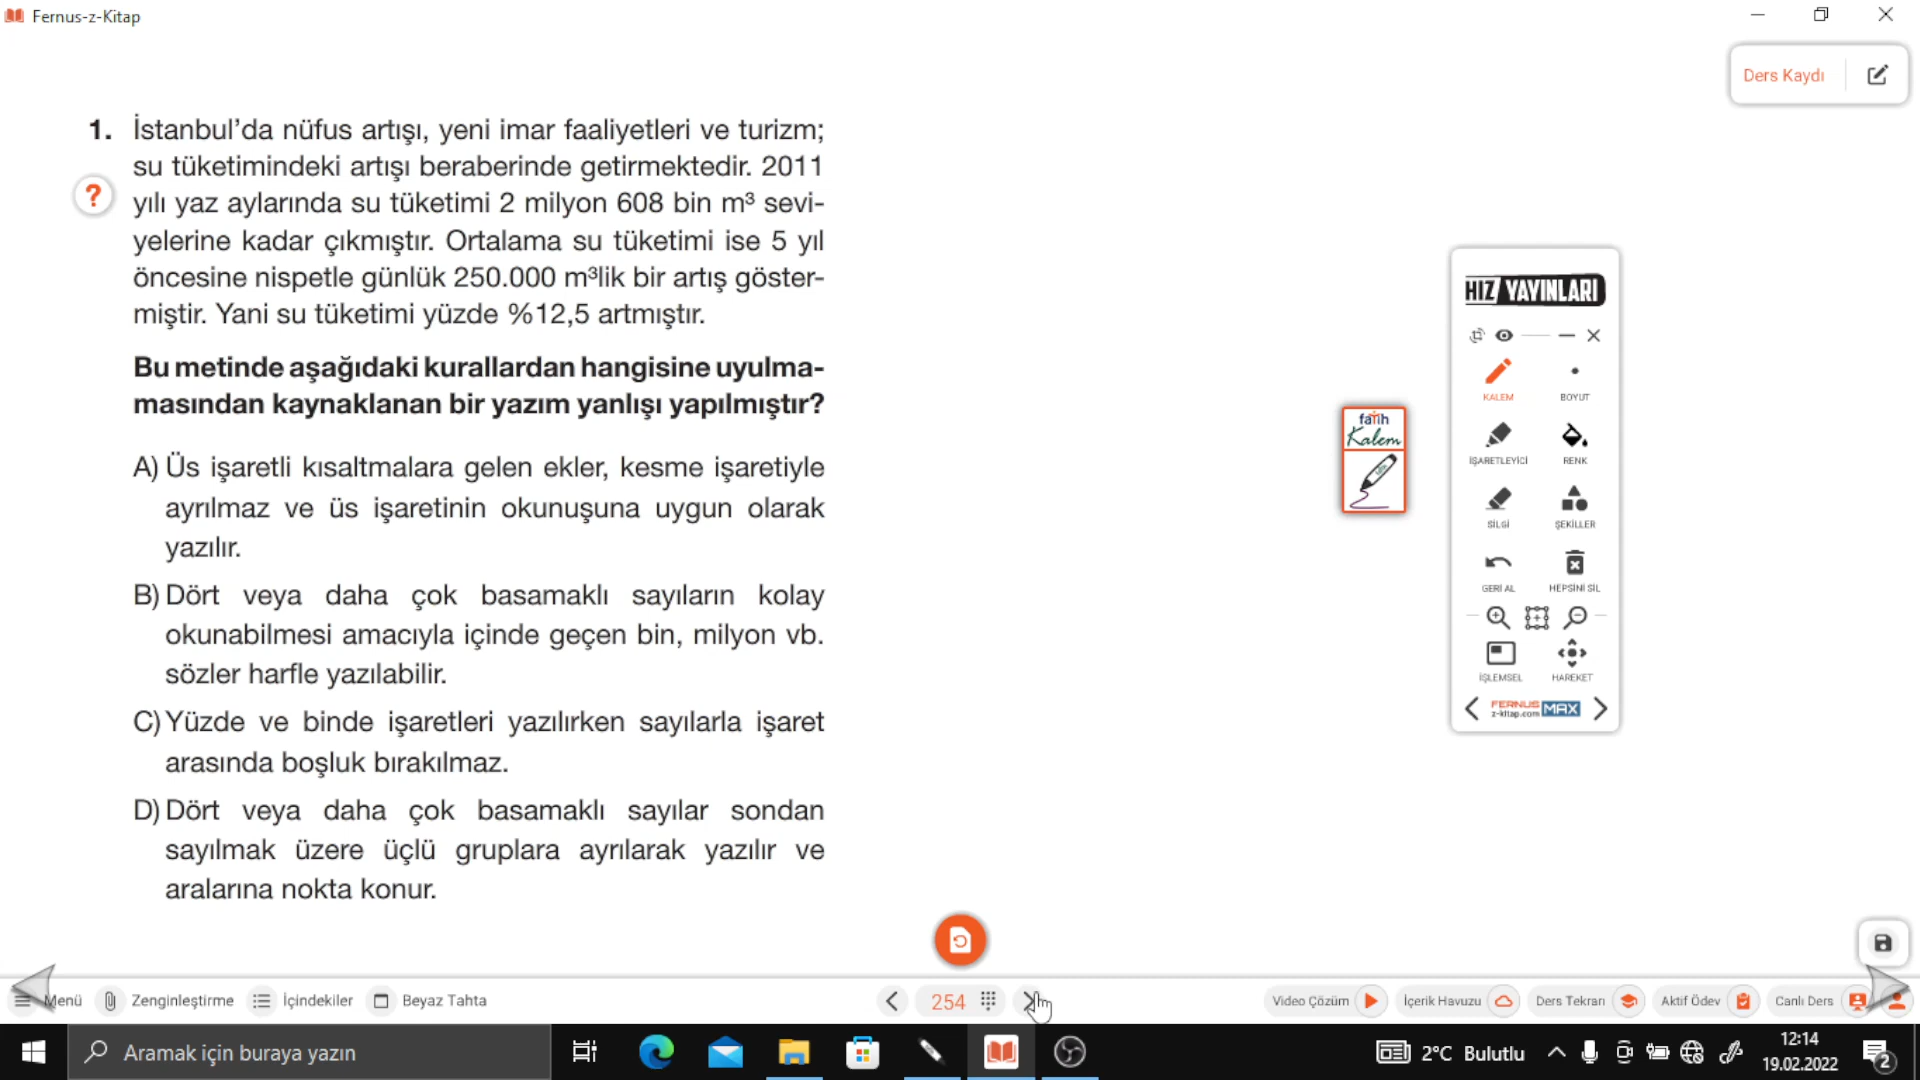 Fernus-z-Kitap
Ders Kaydı
1. İstanbul'da nüfus artışı, yeni imar faaliyetleri ve turizm;
su tüketimindeki artışı beraberinde getirmektedir. 2011
?
yılı yaz aylarında su tüketimi 2 milyon 608 bin m³ sevi-
yelerine kadar çıkmıştır. Ortalama su tüketimi ise 5 yıl
öncesine nispetle günlük 250.000 m³lik bir artış göster-
miştir. Yani su tüketimi yüzde %12,5 artmıştır.
Bu metinde aşağıdaki kurallardan hangisine uyulma-
masından kaynaklanan bir yazım yanlışı yapılmıştır?
A) Üs işaretli kısaltmalara gelen ekler, kesme işaretiyle
ayrılmaz ve üs işaretinin okunuşuna uygun olarak
yazılır.
B) Dört veya daha çok basamaklı sayıların kolay
okunabilmesi amacıyla içinde geçen bin, milyon vb.
sözler harfle yazılabilir.
C) Yüzde ve binde işaretleri yazılırken sayılarla işaret
arasında boşluk bırakılmaz.
D) Dört veya daha çok basamaklı sayılar sondan
sayılmak üzere üçlü gruplara ayrılarak yazılır ve
aralarına nokta konur.
fatih
Kalem
HIZ YAYINLARI
KALEM BOYUT
İŞARETLEYİCİ RENK
SİLGİ ŞEKİLLER
GERİ AL HEPSİNİ SİL
İŞLEMSEL HAREKET
FERNUS
z-kitap.com MAX
Menü Zenginleştirme İçindekiler Beyaz Tahta 254 Video Çözüm İçerik Havuzu Ders Tekrarı Aktif Ödev Canlı Ders
Aramak için buraya yazın 2°C Bulutlu 12:14
19.02.2022 2